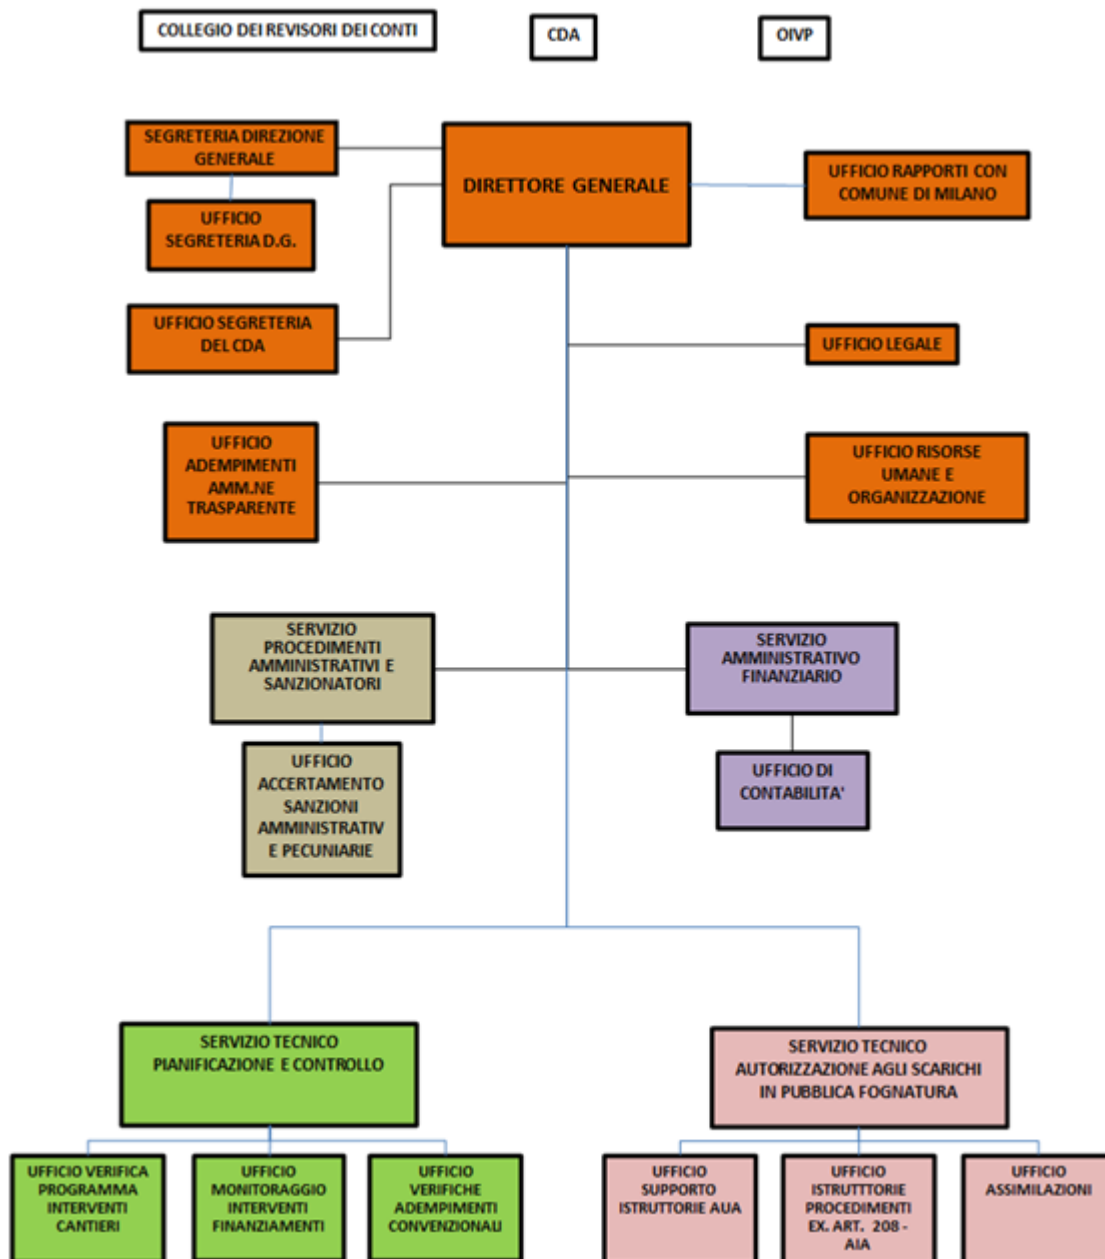 COLLEGIO DEI REVISORI DEI CONTI
CDA
OIVP
SEGRETERIA DIREZIONE
GENERALE
DIRETTORE GENERALE
UFFICIO RAPPORTI CON
COMUNE DI MILANO
UFFICIO
SEGRETERIA D.G.
UFFICIO SEGRETERIA
DEL CDA
UFFICIO LEGALE
UFFICIO
ADEMPIMENTI
AMM.NE
TRASPARENTE
UFFICIO RISORSE
UMANE E
ORGANIZZAZIONE
SERVIZIO
PROCEDIMENTI
AMMINISTRATIVI E
SANZIONATORI
SERVIZIO
AMMINISTRATIVO
FINANZIARIO
UFFICIO
ACCERTAMENTO
SANZIONI
AMMINISTRATIV
E PECUNIARIE
UFFICIO DI
CONTABILITA'
SERVIZIO TECNICO
PIANIFICAZIONE E CONTROLLO
SERVIZIO TECNICO
AUTORIZZAZIONE AGLI SCARICHI
IN PUBBLICA FOGNATURA
UFFICIO VERIFICA
PROGRAMMA
INTERVENTI
CANTIERI
UFFICIO
MONITORAGGIO
INTERVENTI
FINANZIAMENTI
UFFICIO
VERIFICHE
ADEMPIMENTI
CONVENZIONALI
UFFICIO
SUPPORTO
ISTRUTTORIE AUA
UFFICIO
ISTRUTTTORIE
PROCEDIMENTI
EX. ART. 208 -
AIA
UFFICIO
ASSIMILAZIONI